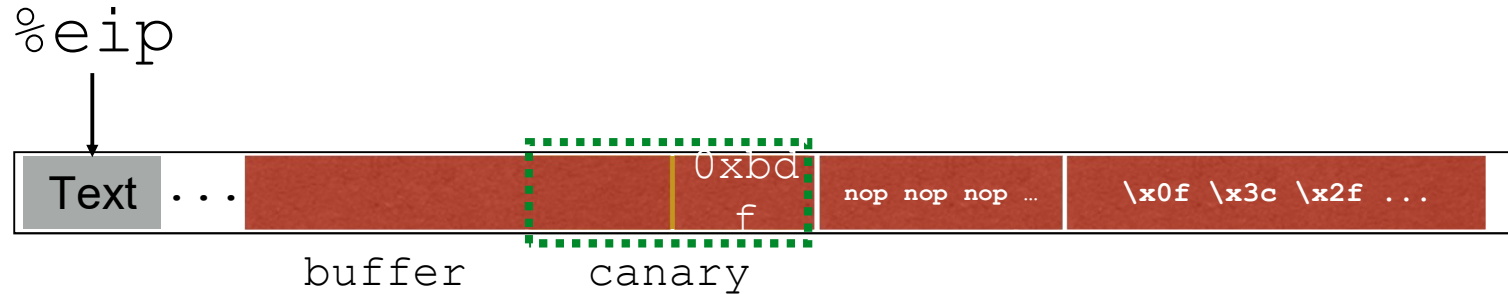 %eip
Text ...
0xbd
f
nop nop nop …
\x0f \x3c \x2f ...
buffer
canary